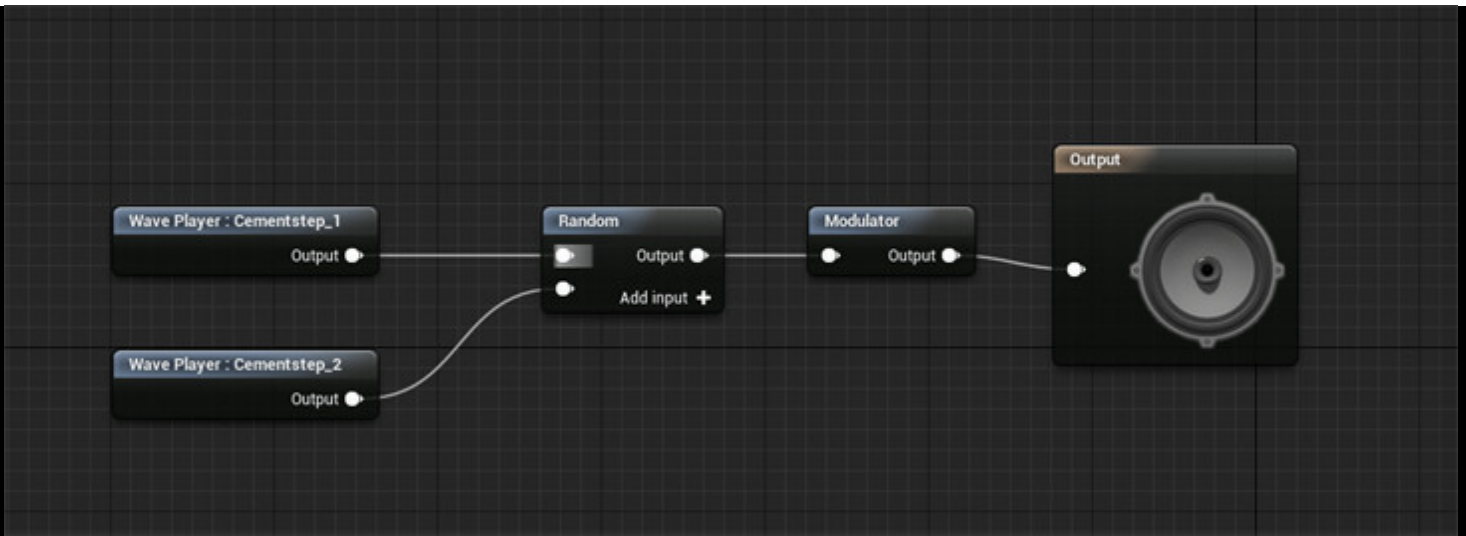 Output
Wave Player : Cementstep_1
Output
Random
Output
Add input
Modulator
Output
Wave Player : Cementstep_2
Output